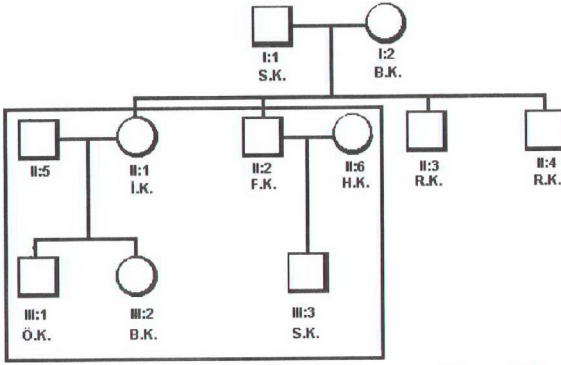 I:1 I:2
S.K. B.K.
II:5 II:1 II:2 II:6 II:3 II:4
İ.K. F.K. H.K. R.K. R.K.
III:1 III:2 III:3
Ö.K. B.K. S.K.